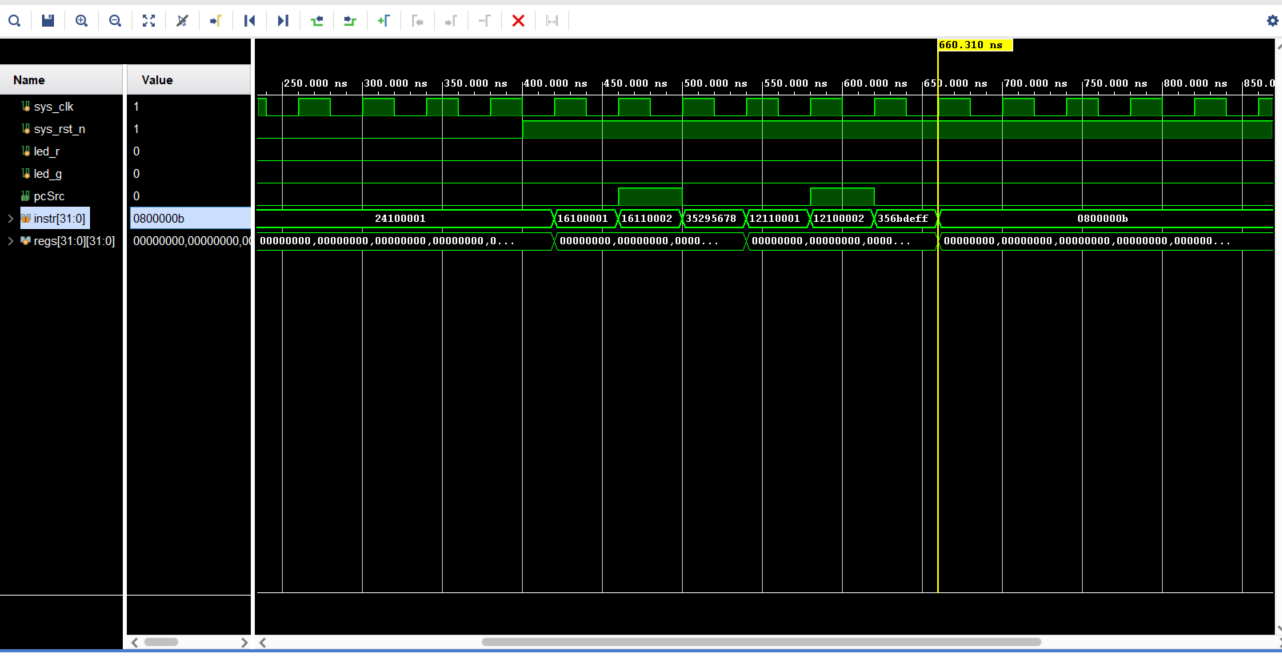 660.310 ns
Name
Value
250.000 ns 300.000 ns 350.000 ns 400.000 ns 450.000 ns 500.000 ns 550.000 ns 600.000 ns 650.000 ns 700.000 ns 750.000 ns 800.000 ns 850.0
sys_clk 1
sys_rst_n 1
led_r 0
led_g 0
pcSrc 0
instr[31:0] 0800000b 24100001 16100001 16110002 35295678 12110001 12100002 356bdeff 0800000b
regs[31:0][31:0] 00000000,00000000,00 00000000,00000000,00000000,00000000,0... 00000000,00000000,0000... 00000000,00000000,0000... 00000000,00000000,00000000,00000000,000000...